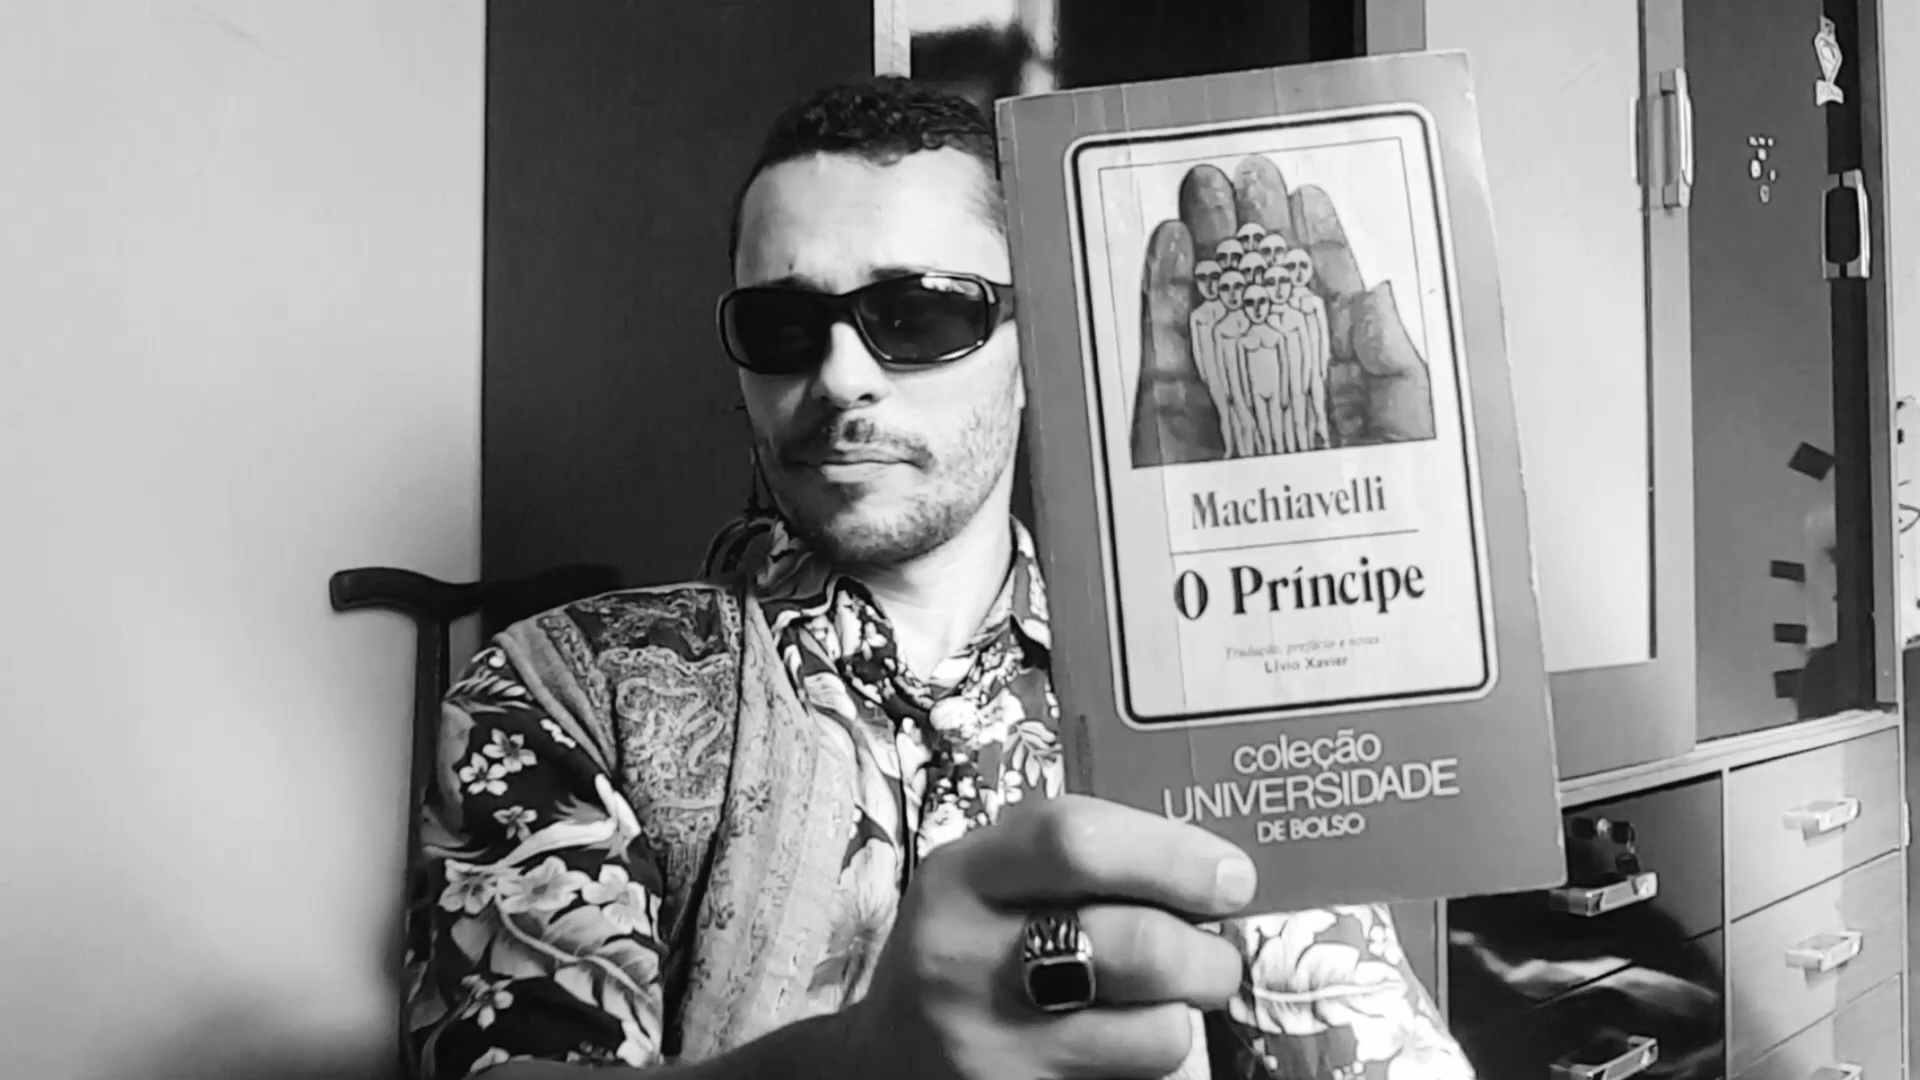 Machiavelli
O Príncipe
Tradução, prefácio e notas
Lívio Xavier
coleção
UNIVERSIDADE
DE BOLSO